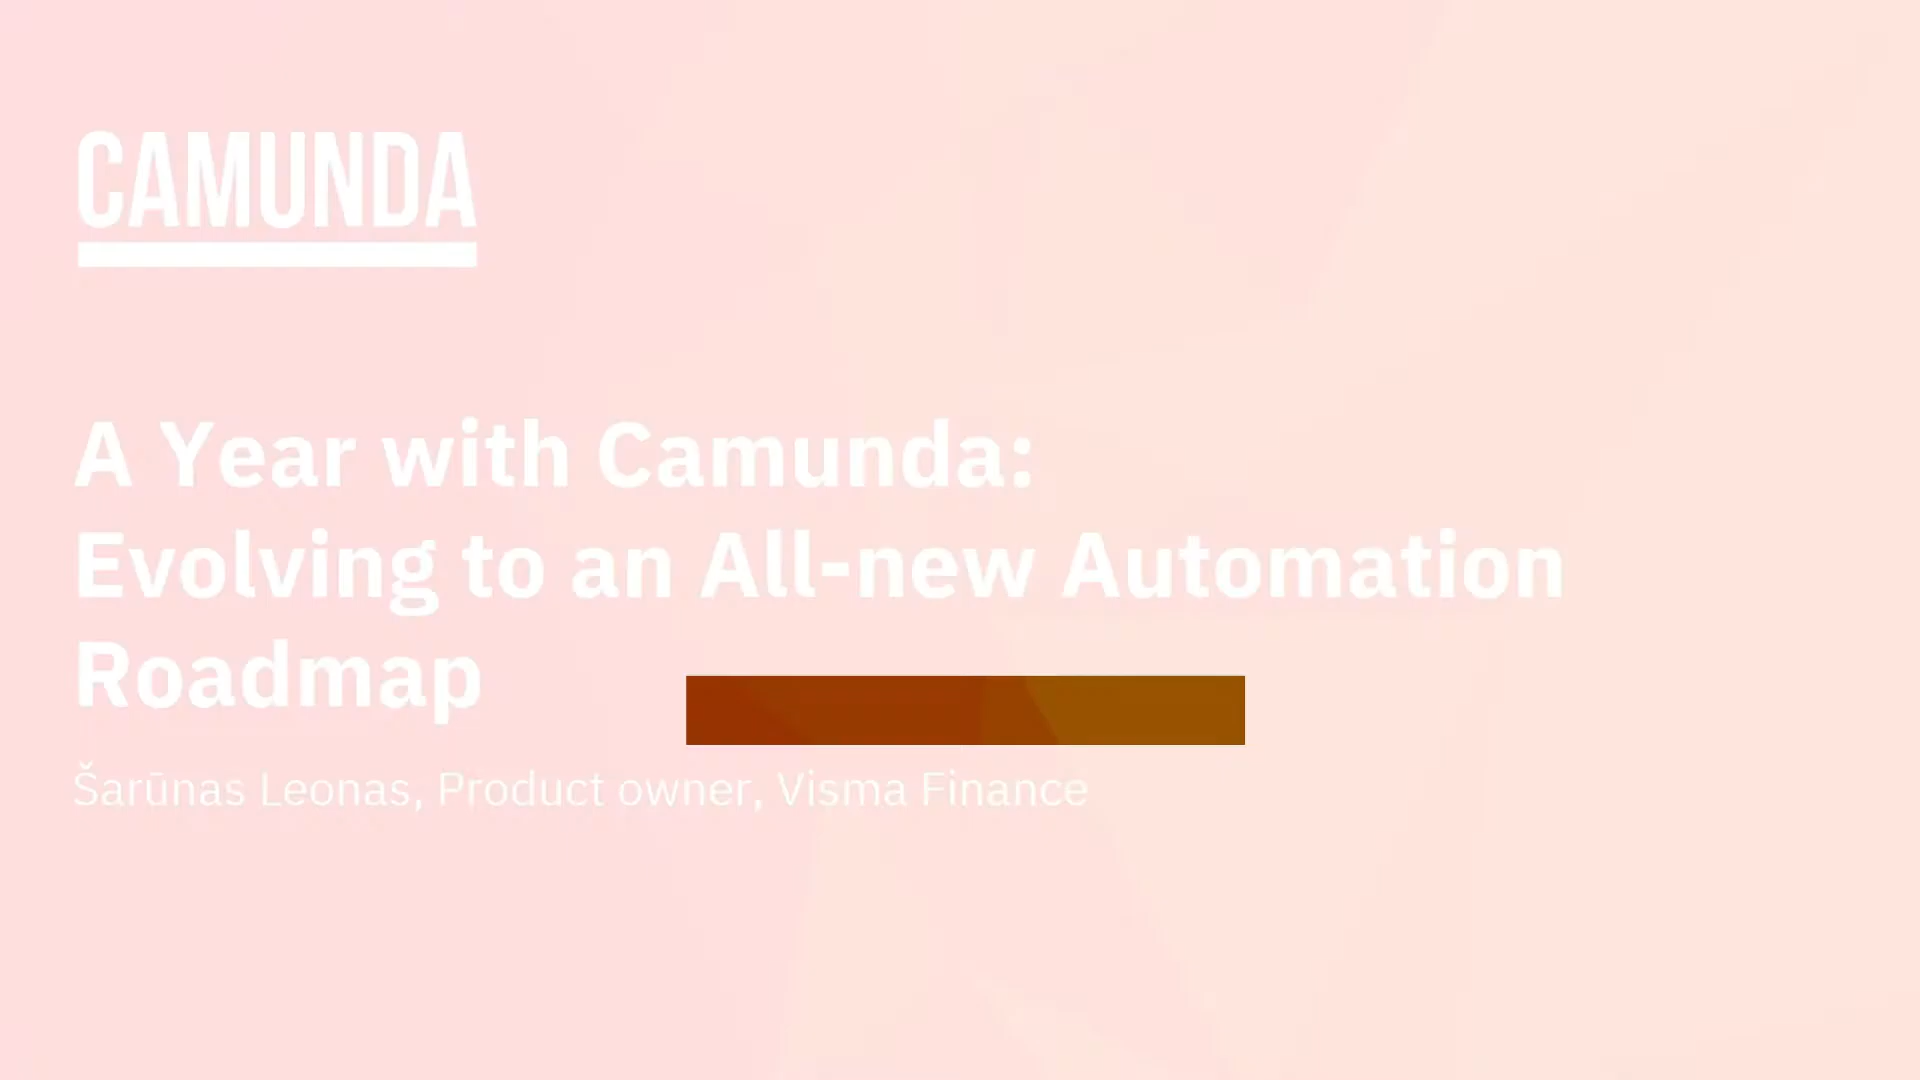 CAMUNDA
A Year with Camunda:
Evolving to an All-new Automation
Roadmap
Šarūnas Leonas, Product owner, Visma Finance